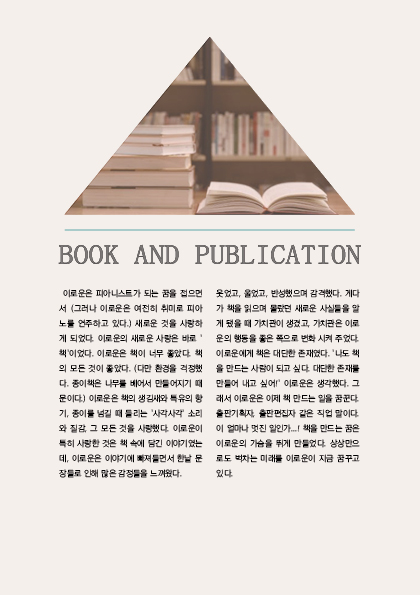 BOOK AND PUBLICATION
이로운은 피아니스트가 되는 꿈을 접으면
서 (그러나 이로운은 여전히 취미로 피아
노를 연주하고 있다.) 새로운 것을 사랑하
게 되었다. 이로운의 새로운 사랑은 바로 '
책'이었다. 이로운은 책이 너무 좋았다. 책
의 모든 것이 좋았다. (다만 환경을 걱정했
다. 종이책은 나무를 베어서 만들어지기 때
문이다.) 이로운은 책의 생김새와 특유의 향
기, 종이를 넘길 때 들리는 '사각사각' 소리
와 질감, 그 모든 것을 사랑했다. 이로운이
특히 사랑한 것은 책 속에 담긴 이야기였는
데, 이로운은 이야기에 빠져들면서 한날 문
장들로 인해 많은 감정들을 느껴왔다.
웃었고, 울었고, 반성했으며 감격했다. 게다
가 책을 읽으며 몰랐던 새로운 사실들을 알
게 됐을 때 가치관이 생겼고, 가치관은 이로
운의 행동을 좋은 쪽으로 변화 시켜 주었다.
이로운에게 책은 대단한 존재였다. '나도 책
을 만드는 사람이 되고 싶다. 대단한 존재를
만들어 내고 싶어!' 이로운은 생각했다. 그
래서 이로운은 이제 책 만드는 일을 꿈꾼다.
출판기획자, 출판편집자 같은 직업 말이다.
이 얼마나 멋진 일인가...! 책을 만드는 꿈은
이로운의 가슴을 뛰게 만들었다. 상상만으
로도 벅차는 미래를 이로운이 지금 꿈꾸고
있다.